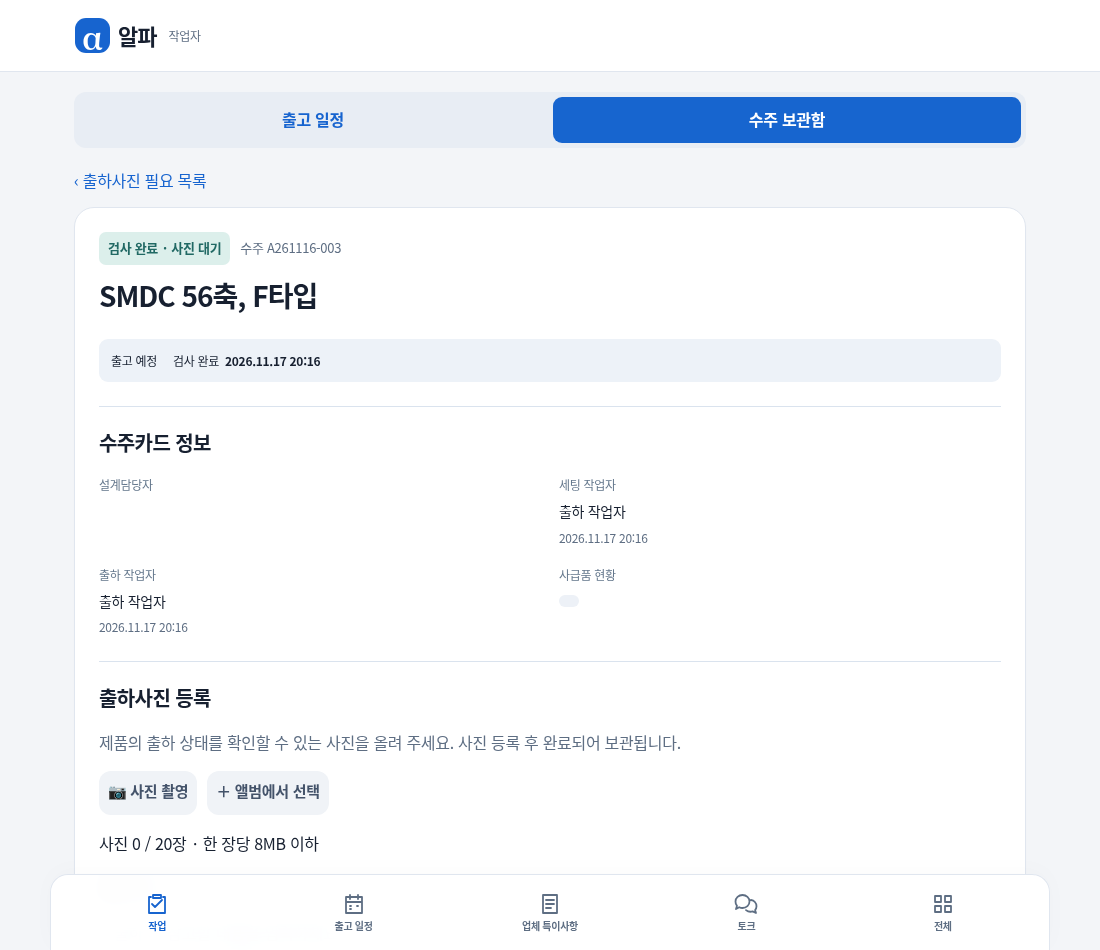 α 알파 작업자
출고 일정 수주 보관함
‹ 출하사진 필요 목록
검사 완료 · 사진 대기 수주 A261116-003
SMDC 56축, F타입
출고 예정 검사 완료 2026.11.17 20:16
수주카드 정보
설계담당자
세팅 작업자
출하 작업자
2026.11.17 20:16
출하 작업자
출하 작업자
2026.11.17 20:16
사급품 현황
출하사진 등록
제품의 출하 상태를 확인할 수 있는 사진을 올려 주세요. 사진 등록 후 완료되어 보관됩니다.
📷 사진 촬영 + 앨범에서 선택
사진 0 / 20장 · 한 장당 8MB 이하
작업 출고 일정 업체 특이사항 토크 전체